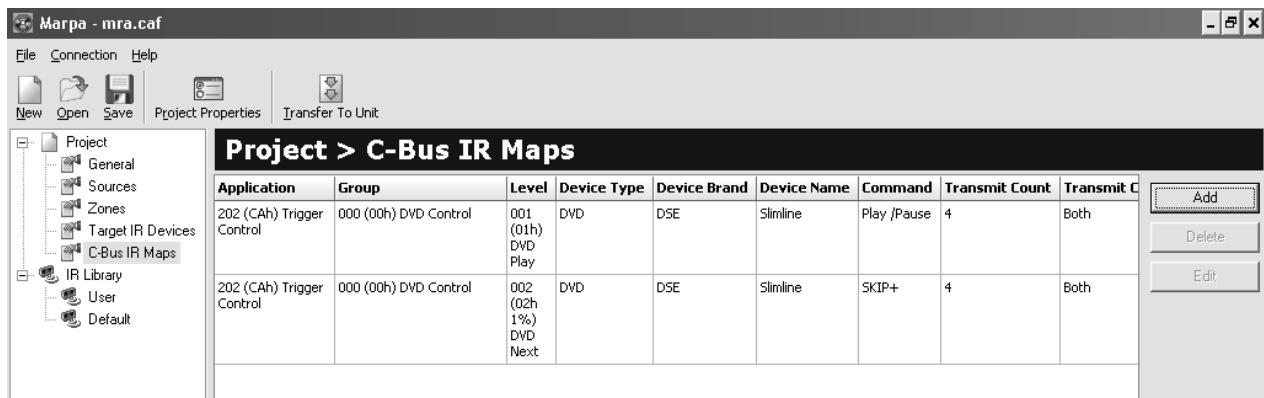 Marpa - mra.caf
File Connection Help
New Open Save Project Properties Transfer To Unit
Project
General
Sources
Zones
Target IR Devices
C-Bus IR Maps
IR Library
User
Default
Project > C-Bus IR Maps
Application Group Level Device Type Device Brand Device Name Command Transmit Count Transmit C
202 (CAh) Trigger Control 000 (00h) DVD Control 001 (01h) DVD Play DVD DSE Slimline Play /Pause 4 Both
202 (CAh) Trigger Control 000 (00h) DVD Control 002 (02h 1%) DVD Next DVD DSE Slimline SKIP+ 4 Both
Add
Delete
Edit